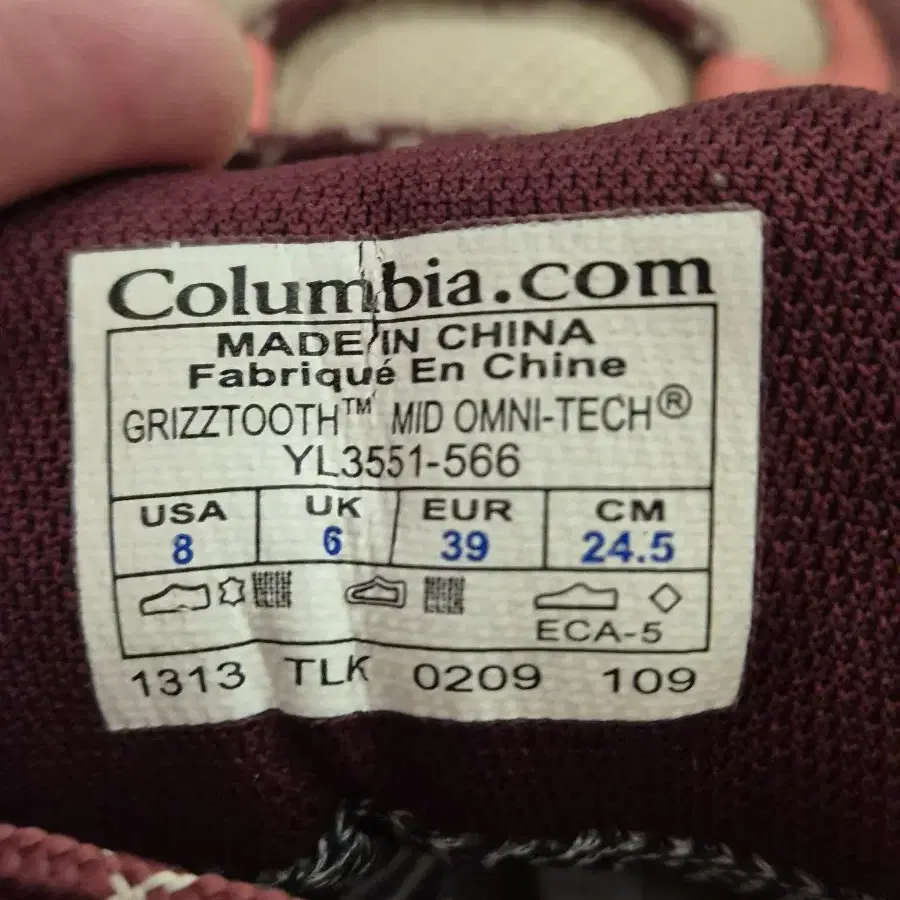 Columbia.com
MADE IN CHINA
Fabriqué En Chine
GRIZZTOOTH™ MID OMNI-TECH®
YL3551-566
USA UK EUR CM
8 6 39 24.5
ECA-5
1313 TLK 0209 109